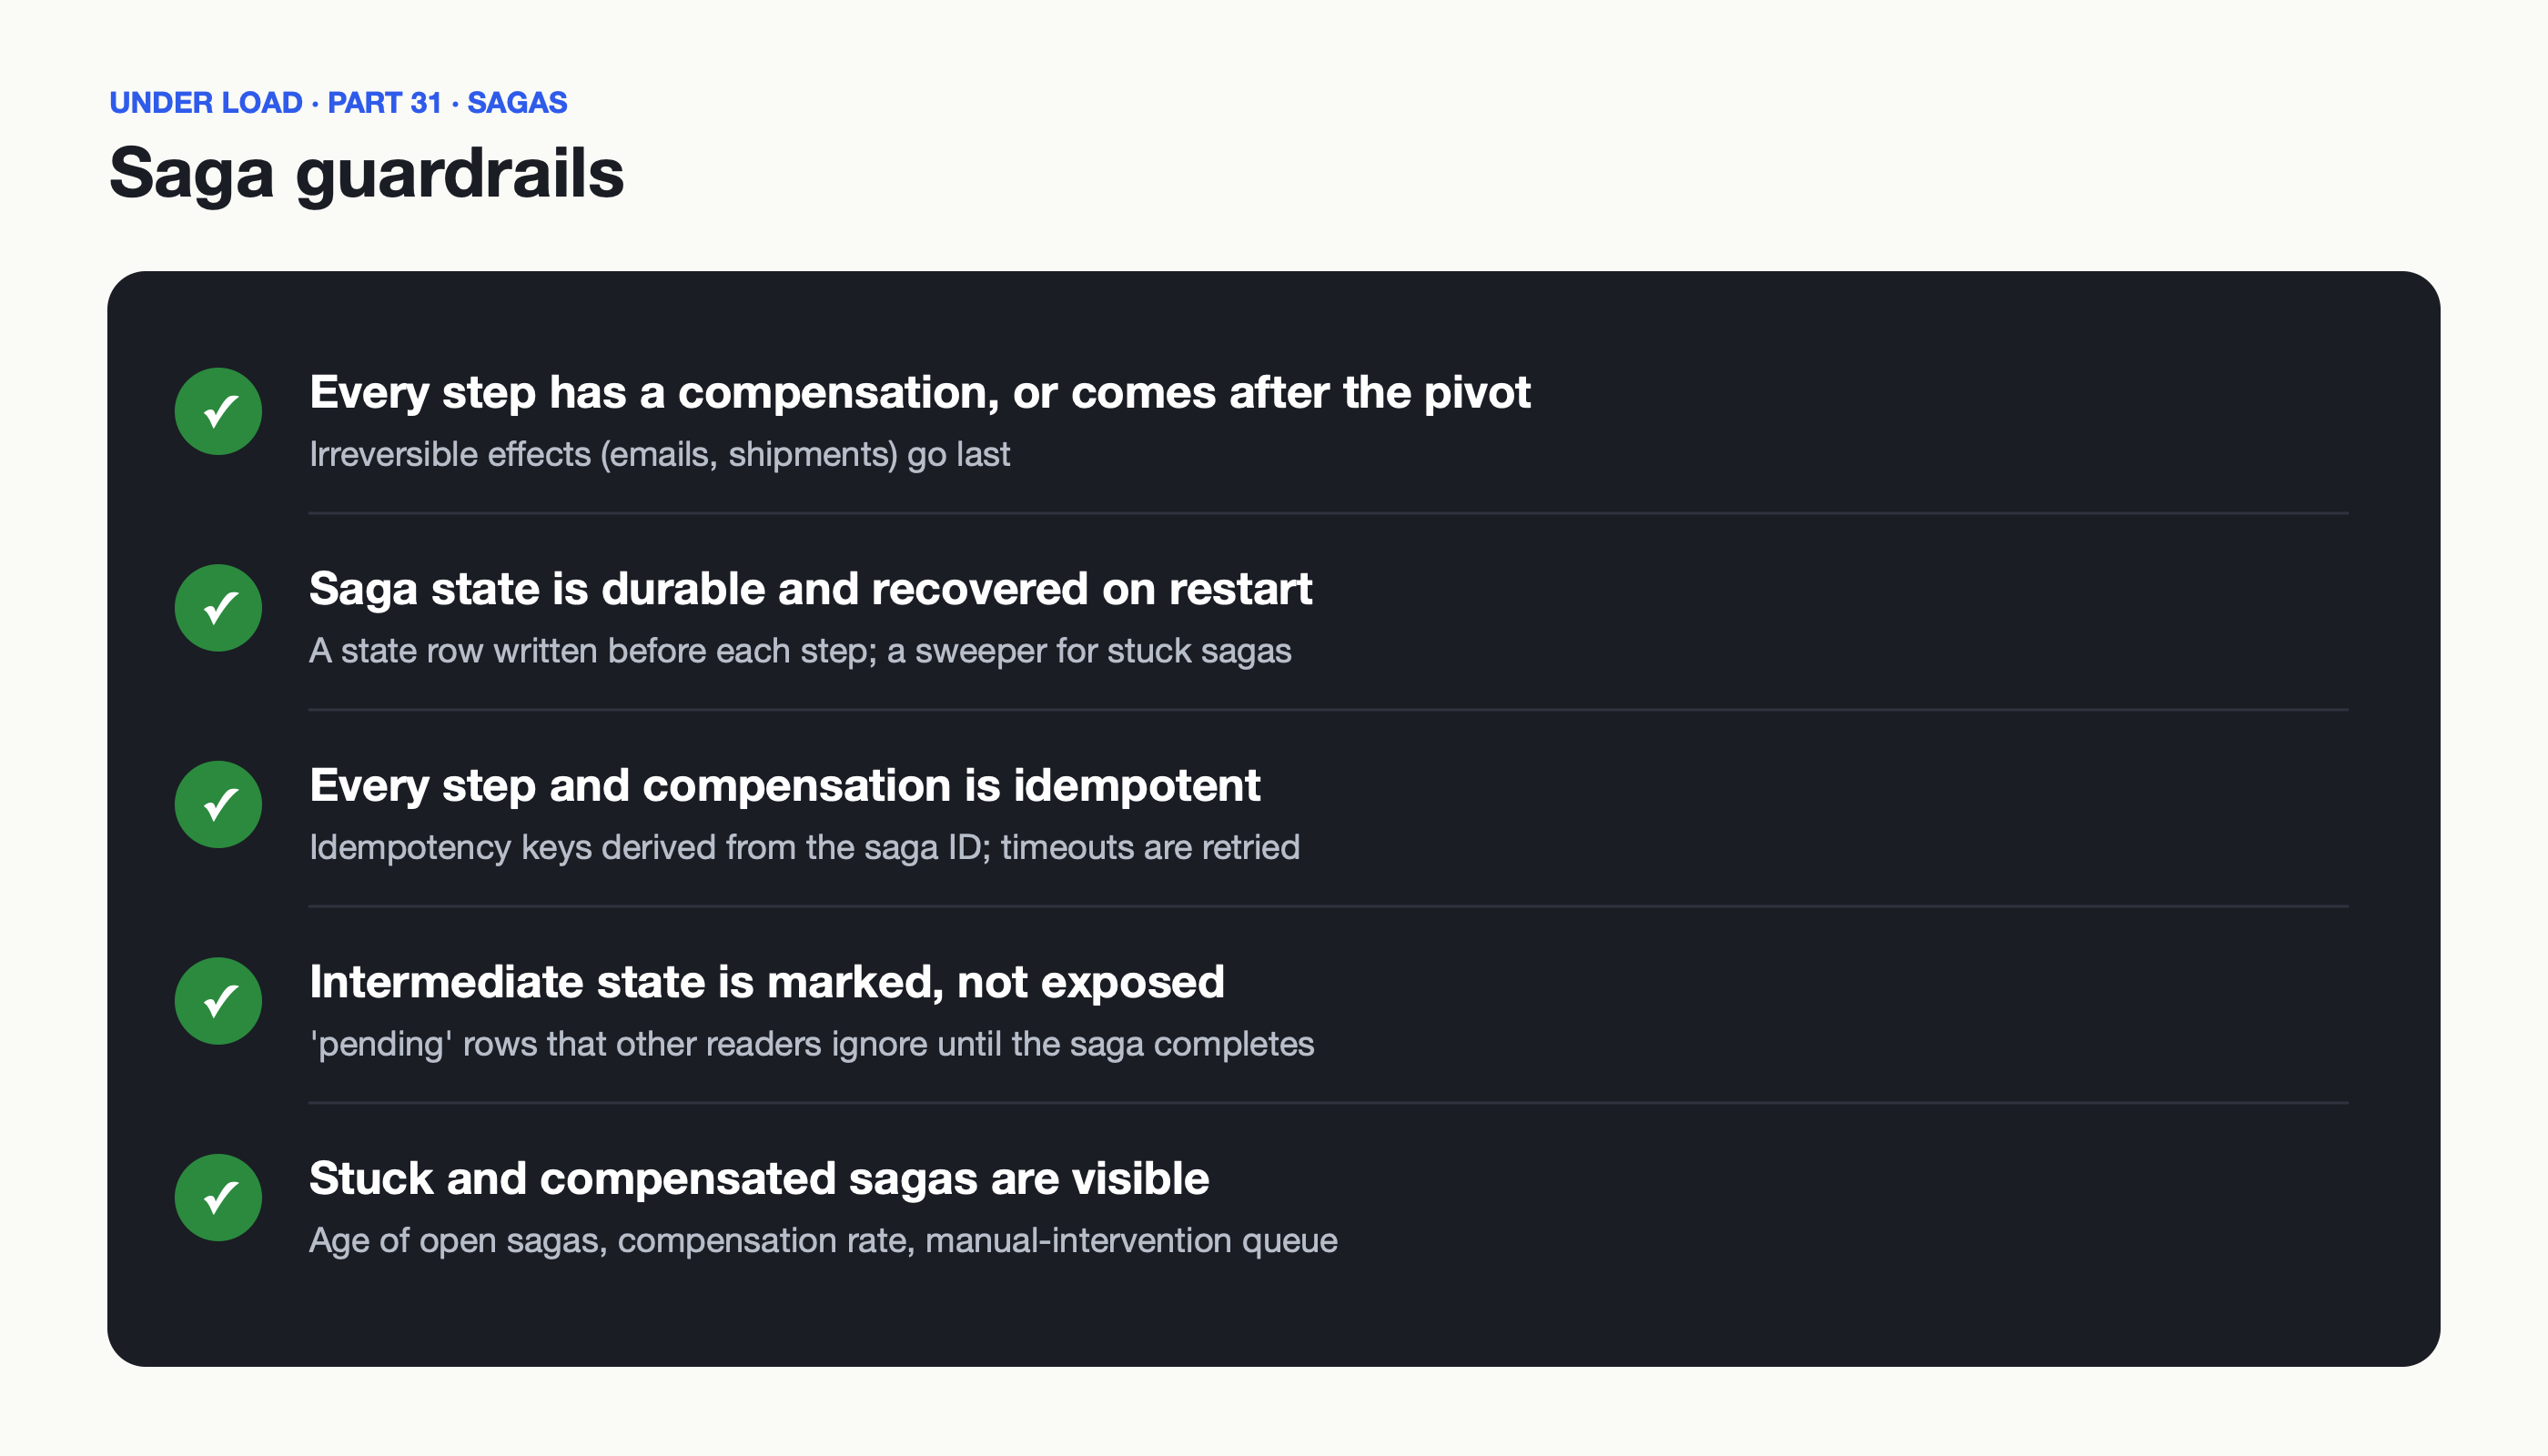 UNDER LOAD · PART 31 · SAGAS
Saga guardrails
Every step has a compensation, or comes after the pivot
Irreversible effects (emails, shipments) go last
Saga state is durable and recovered on restart
A state row written before each step; a sweeper for stuck sagas
Every step and compensation is idempotent
Idempotency keys derived from the saga ID; timeouts are retried
Intermediate state is marked, not exposed
'pending' rows that other readers ignore until the saga completes
Stuck and compensated sagas are visible
Age of open sagas, compensation rate, manual-intervention queue